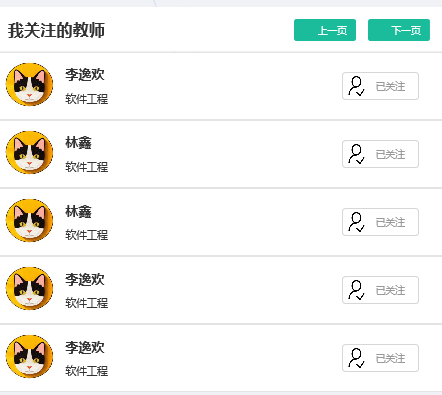 我关注的教师 上一页 下一页
李逸欢
软件工程
已关注
林鑫
软件工程
已关注
林鑫
软件工程
已关注
李逸欢
软件工程
已关注
李逸欢
软件工程
已关注